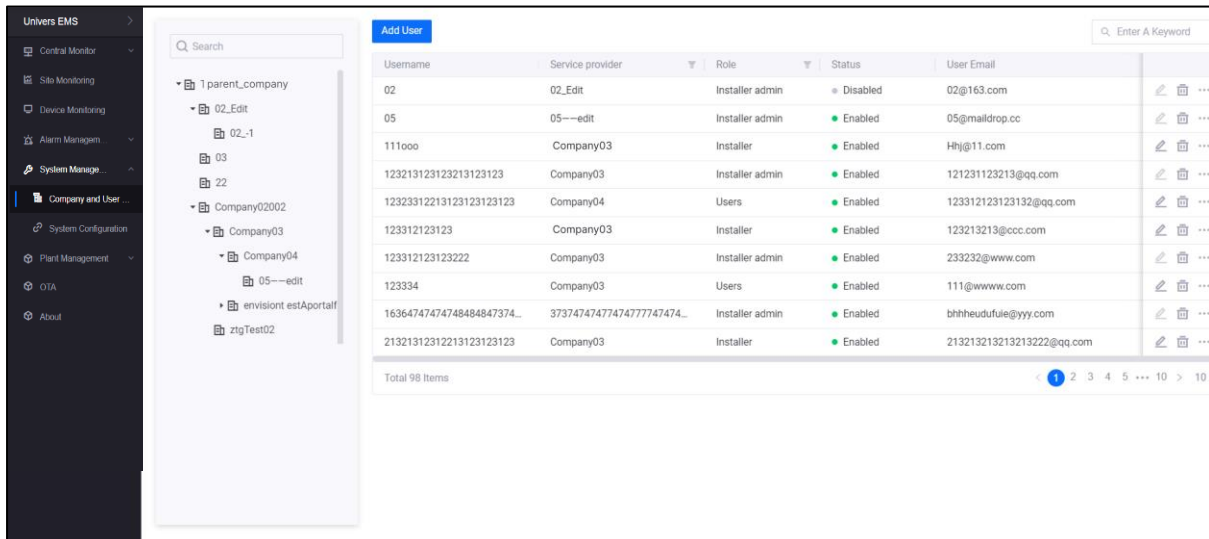 Univers EMS
Central Monitor
Site Monitoring
Device Monitoring
Alarm Managem...
System Manage...
Company and User ...
System Configuration
Plant Management
OTA
About
Search
1 parent_company
02_Edit
02_-1
03
22
Company02002
Company03
Company04
05——edit
envisiont estAportalf
ztgTest02
Add User
Enter A Keyword
Username Service provider Role Status User Email
02 02_Edit Installer admin Disabled 02@163.com
05 05——edit Installer admin Enabled 05@maildrop.cc
111ooo Company03 Installer Enabled Hhj@11.com
123213123123213123123 Company03 Installer admin Enabled 121231123213@qq.com
12323312213123123123123 Company04 Users Enabled 123312123123132@qq.com
123312123123 Company03 Installer Enabled 123213213@ccc.com
123312123123222 Company03 Installer admin Enabled 233232@www.com
123334 Company03 Users Enabled 111@wwww.com
16364747474748484847374... 3737474747474777747474... Installer admin Enabled bhhheudufuie@yyy.com
21321312312213123123123 Company03 Installer Enabled 213213213213213222@qq.com
Total 98 Items
< 1 2 3 4 5 ••• 10 > 10